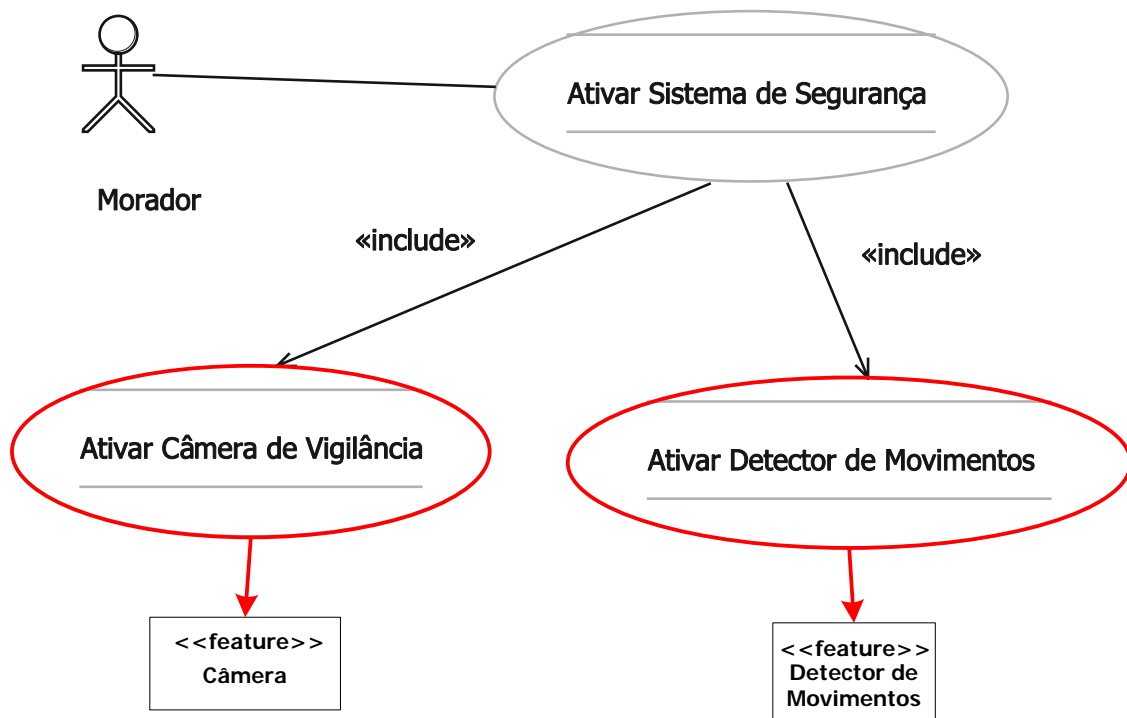 Ativar Sistema de Segurança
Morador
«include»
«include»
Ativar Câmera de Vigilância
Ativar Detector de Movimentos
<<feature>>
Câmera
<<feature>>
Detector de
Movimentos